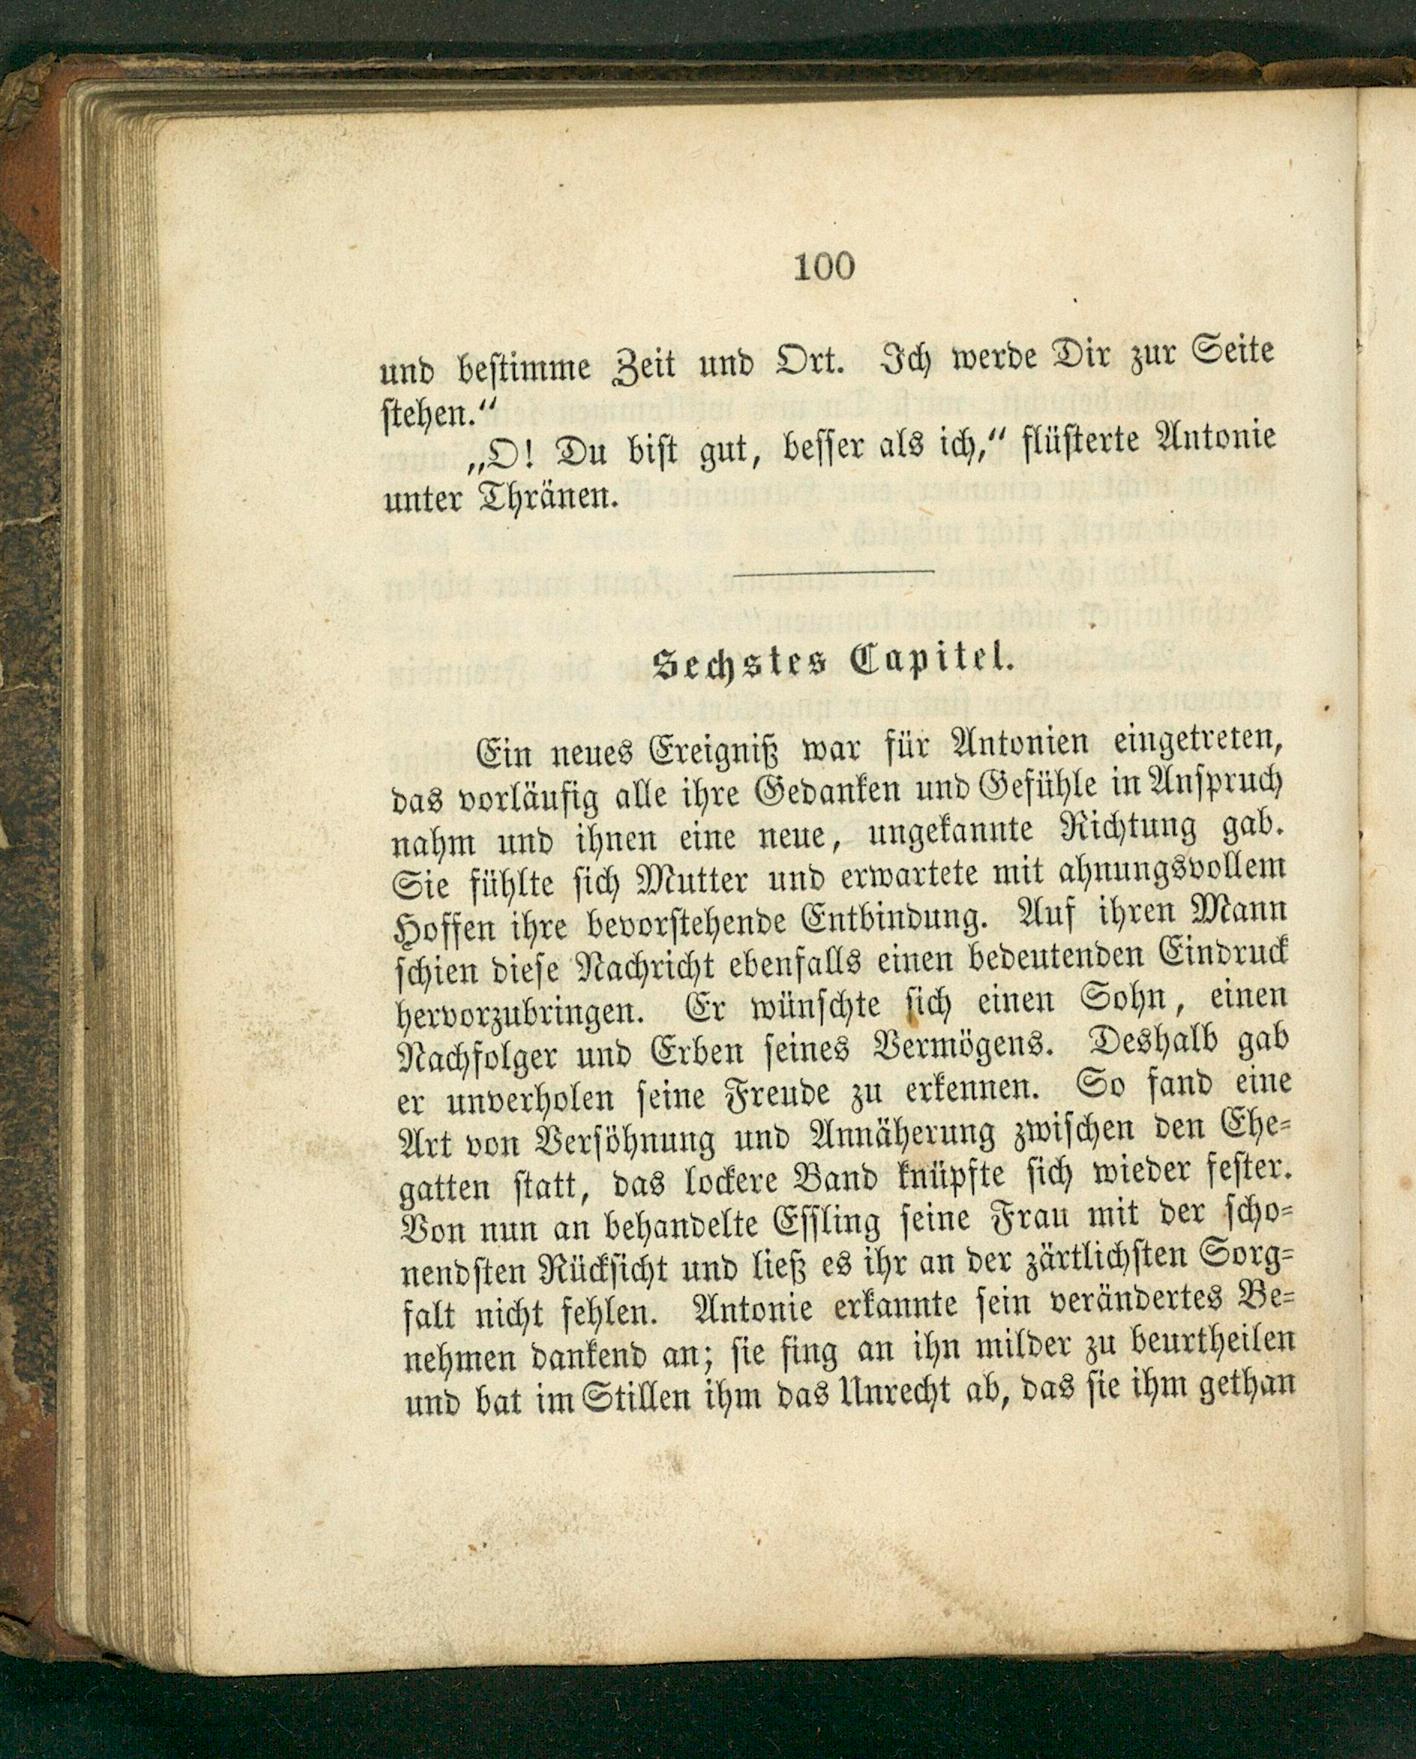 100
und bestimme Zeit und Ort. Ich werde Dir zur Seite
stehen.“
„O! Du bist gut, besser als ich,“ flüsterte Antonie
unter Thränen.
Sechstes Capitel.
Ein neues Ereigniß war für Antonien eingetreten,
das vorläufig alle ihre Gedanken und Gefühle in Anspruch
nahm und ihnen eine neue, ungekannte Richtung gab.
Sie fühlte sich Mutter und erwartete mit ahnungsvollem
Hoffen ihre bevorstehende Entbindung. Auf ihren Mann
schien diese Nachricht ebenfalls einen bedeutenden Eindruck
hervorzubringen. Er wünschte sich einen Sohn, einen
Nachfolger und Erben seines Vermögens. Deshalb gab
er unverholen seine Freude zu erkennen. So fand eine
Art von Versöhnung und Annäherung zwischen den Ehe-
gatten statt, das lockere Band knüpfte sich wieder fester.
Von nun an behandelte Essling seine Frau mit der scho-
nendsten Rücksicht und ließ es ihr an der zärtlichsten Sorg-
falt nicht fehlen. Antonie erkannte sein verändertes Be-
nehmen dankend an; sie fing an ihn milder zu beurtheilen
und bat im Stillen ihm das Unrecht ab, das sie ihm gethan